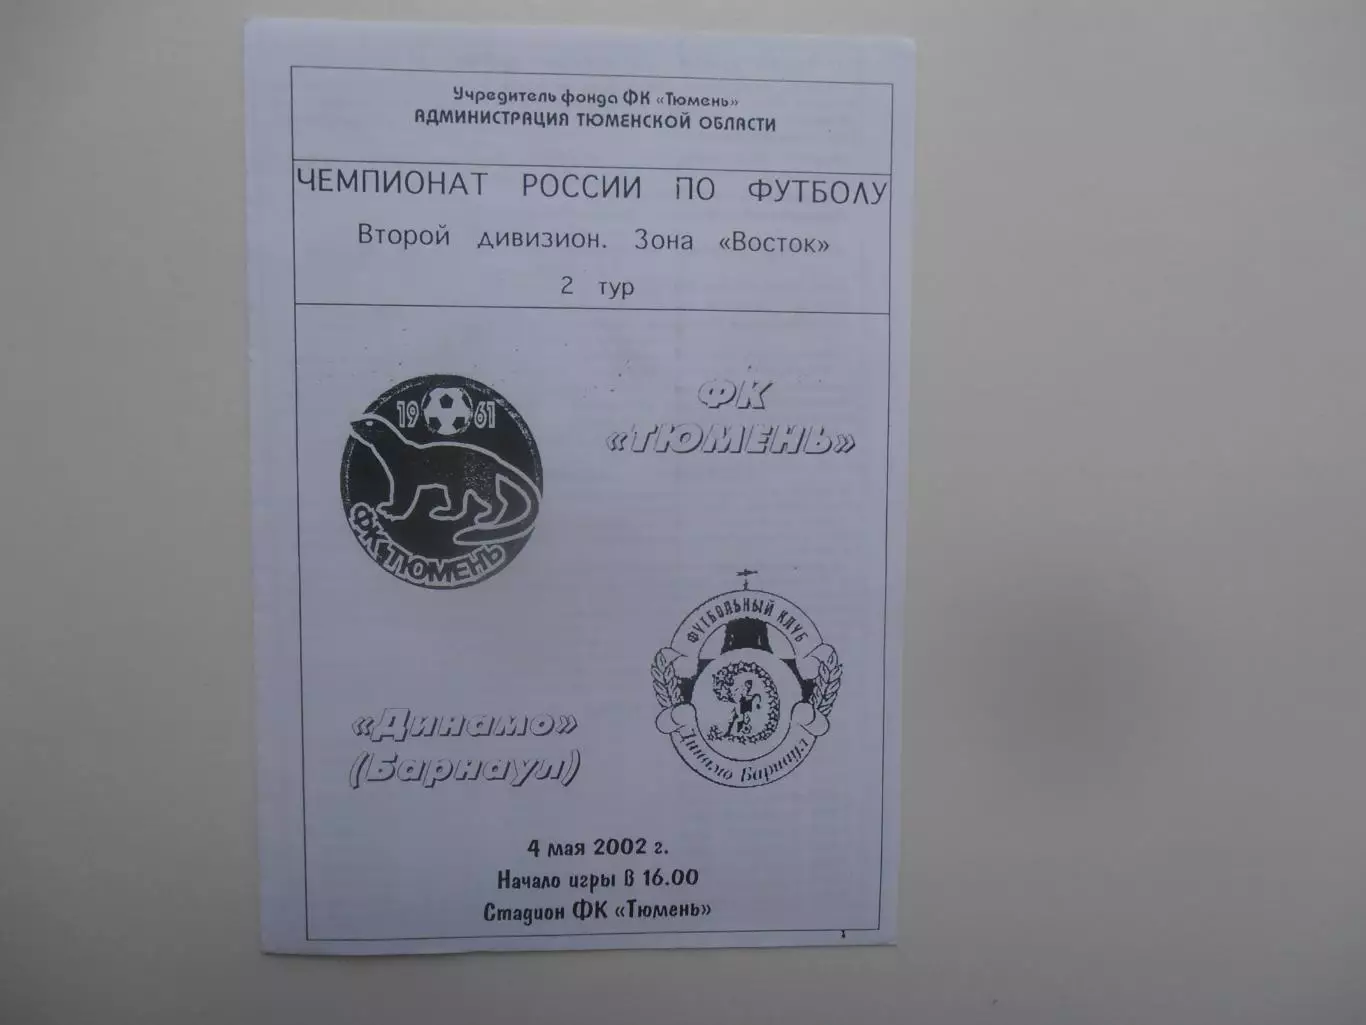 Учредитель фонда ФК «Тюмень»
АДМИНИСТРАЦИЯ ТЮМЕНСКОЙ ОБЛАСТИ
ЧЕМПИОНАТ РОССИИ ПО ФУТБОЛУ
Второй дивизион. Зона «Восток»
2 тур
19 61
ФК ТЮМЕНЬ
ФК
«ТЮМЕНЬ»
ФУТБОЛЬНЫЙ КЛУБ
Д
Динамо Барнаул
«Динамо»
(Барнаул)
4 мая 2002 г.
Начало игры в 16.00
Стадион ФК «Тюмень»
1